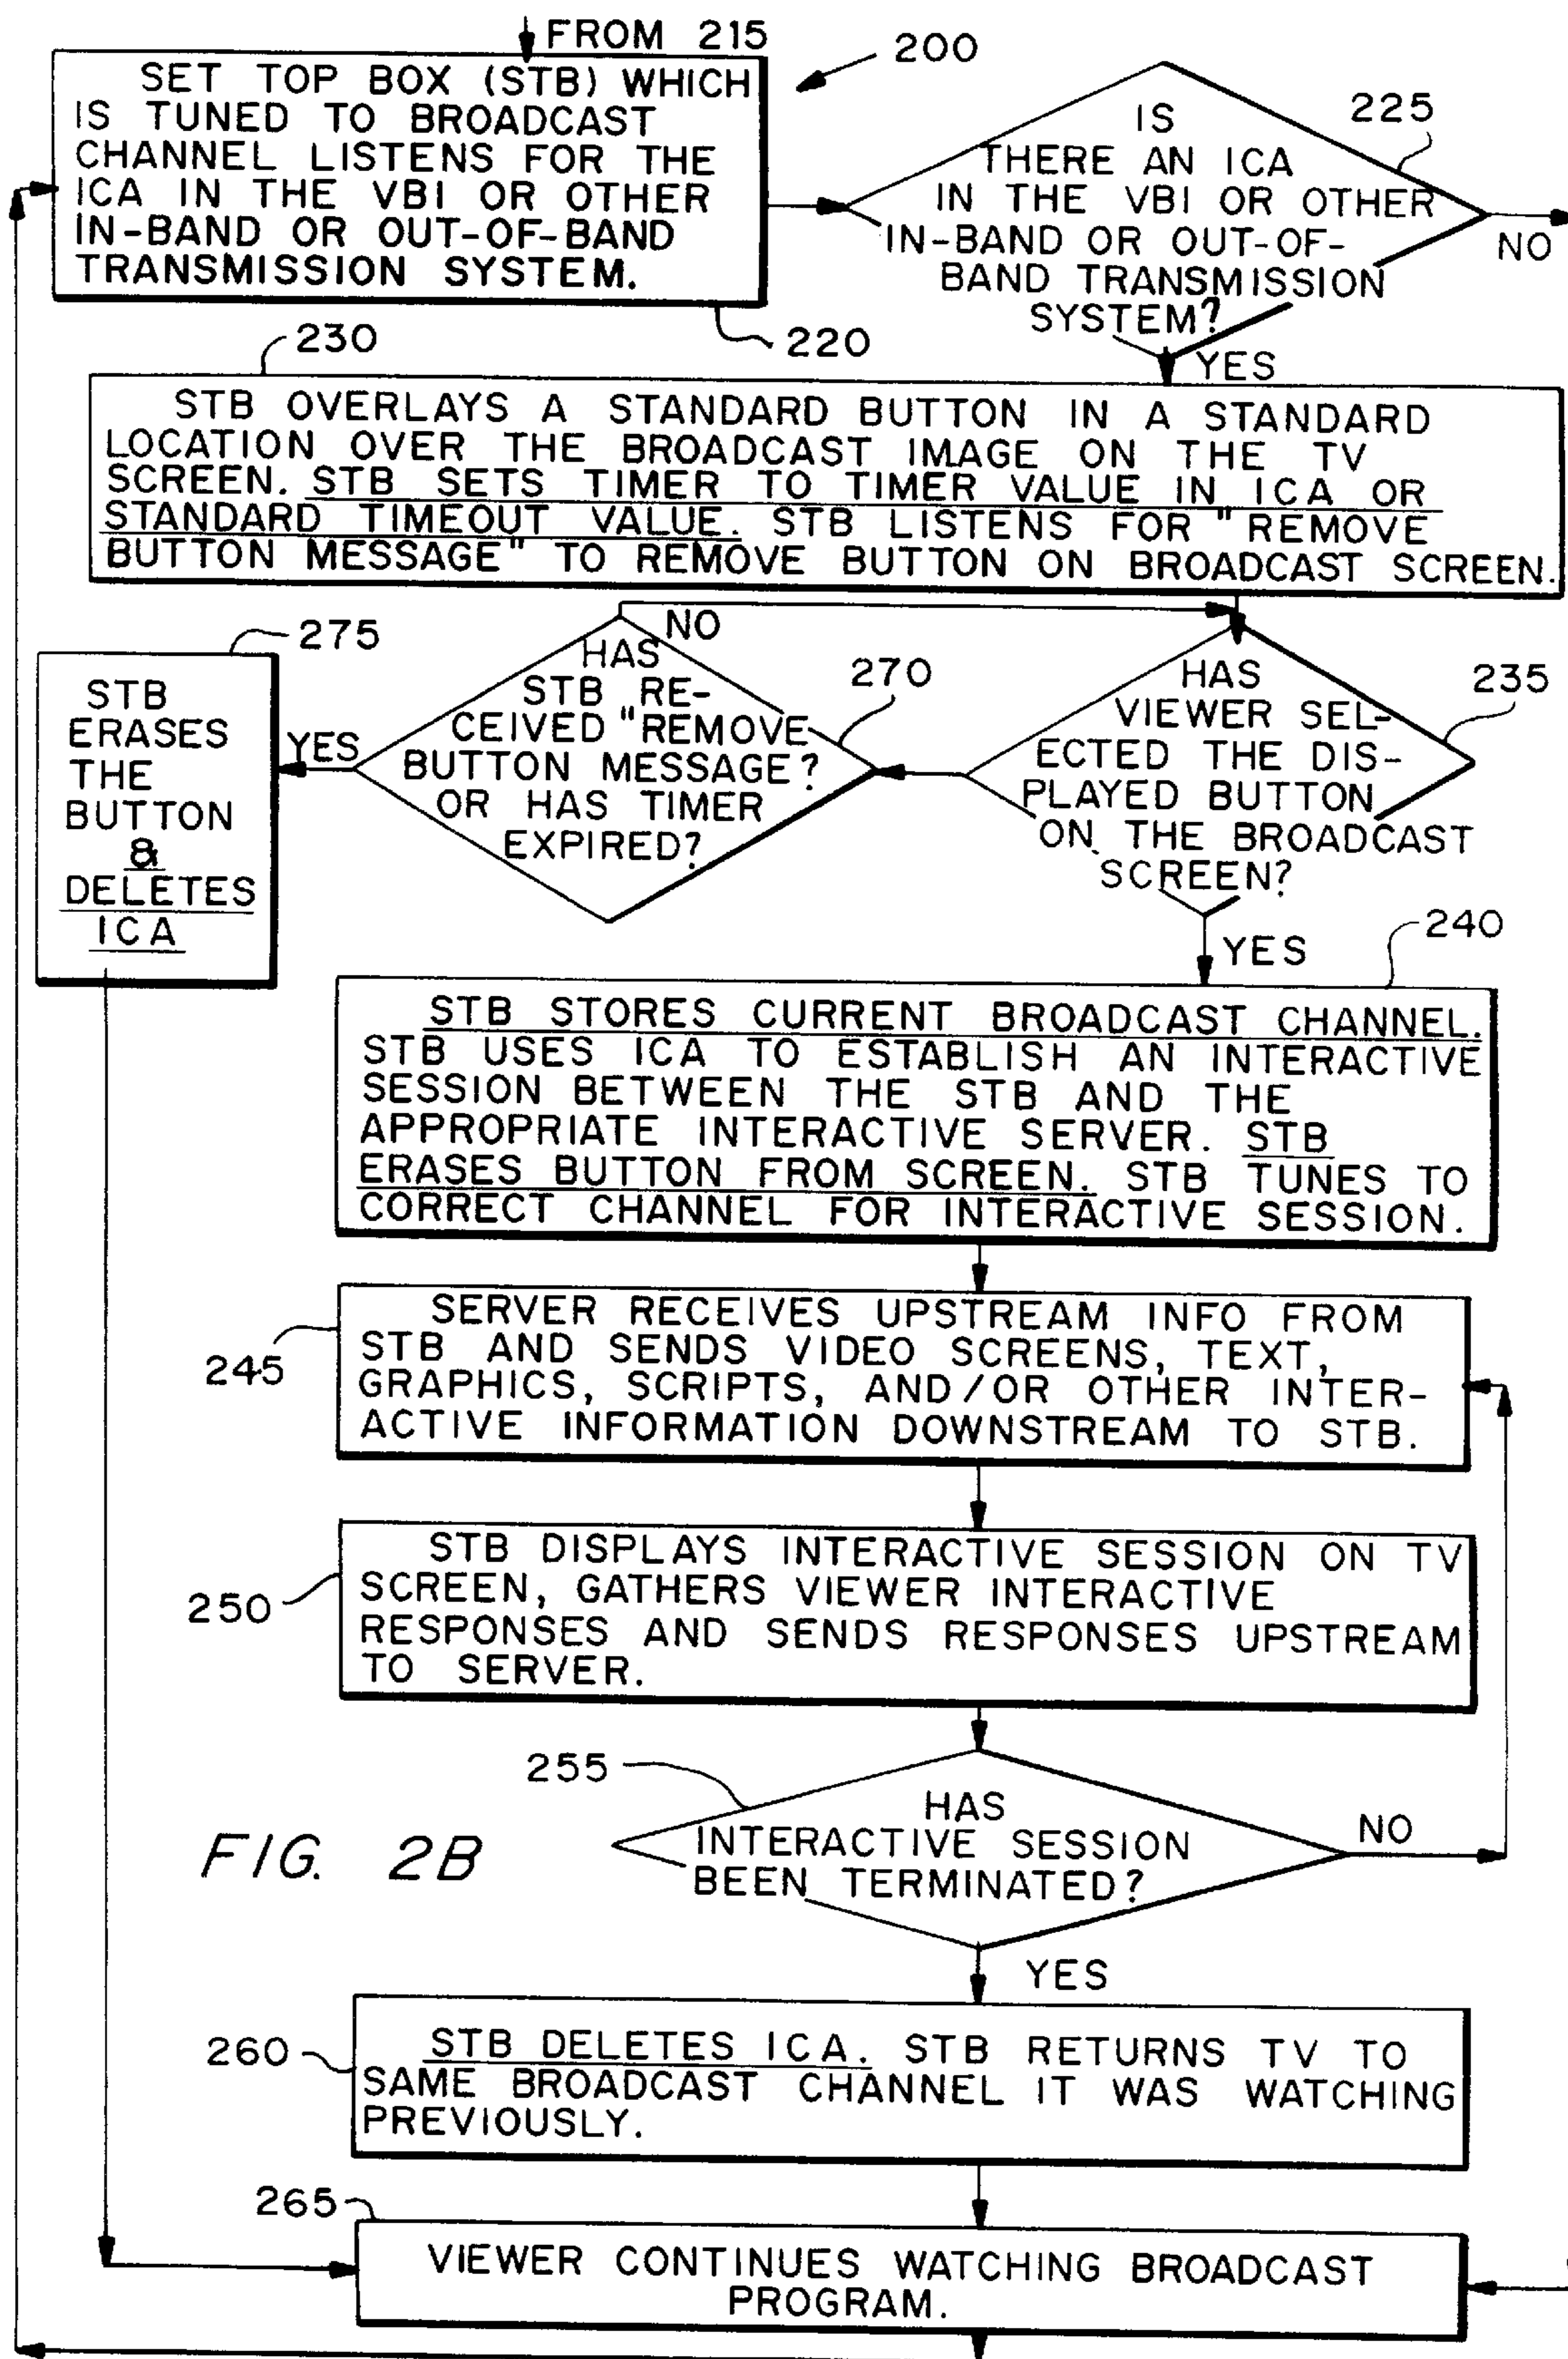 FROM 215
200
SET TOP BOX (STB) WHICH
IS TUNED TO BROADCAST
CHANNEL LISTENS FOR THE
ICA IN THE VBI OR OTHER
IN-BAND OR OUT-OF-BAND
TRANSMISSION SYSTEM.
220
225
IS
THERE AN ICA
IN THE VBI OR OTHER
IN-BAND OR OUT-OF-
BAND TRANSMISSION
SYSTEM?
NO
YES
230
STB OVERLAYS A STANDARD BUTTON IN A STANDARD
LOCATION OVER THE BROADCAST IMAGE ON THE TV
SCREEN. STB SETS TIMER TO TIMER VALUE IN ICA OR
STANDARD TIMEOUT VALUE. STB LISTENS FOR "REMOVE
BUTTON MESSAGE" TO REMOVE BUTTON ON BROADCAST SCREEN.
275
STB
ERASES
THE
BUTTON
&
DELETES
ICA
YES
NO
270
HAS
STB RE-
CEIVED "REMOVE
BUTTON MESSAGE?
OR HAS TIMER
EXPIRED?
235
HAS
VIEWER SEL-
ECTED THE DIS-
PLAYED BUTTON
ON THE BROADCAST
SCREEN?
YES
240
STB STORES CURRENT BROADCAST CHANNEL.
STB USES ICA TO ESTABLISH AN INTERACTIVE
SESSION BETWEEN THE STB AND THE
APPROPRIATE INTERACTIVE SERVER. STB
ERASES BUTTON FROM SCREEN. STB TUNES TO
CORRECT CHANNEL FOR INTERACTIVE SESSION.
245
SERVER RECEIVES UPSTREAM INFO FROM
STB AND SENDS VIDEO SCREENS, TEXT,
GRAPHICS, SCRIPTS, AND/OR OTHER INTER-
ACTIVE INFORMATION DOWNSTREAM TO STB.
250
STB DISPLAYS INTERACTIVE SESSION ON TV
SCREEN, GATHERS VIEWER INTERACTIVE
RESPONSES AND SENDS RESPONSES UPSTREAM
TO SERVER.
255
HAS
INTERACTIVE SESSION
BEEN TERMINATED?
NO
YES
FIG. 2B
260
STB DELETES ICA. STB RETURNS TV TO
SAME BROADCAST CHANNEL IT WAS WATCHING
PREVIOUSLY.
265
VIEWER CONTINUES WATCHING BROADCAST
PROGRAM.